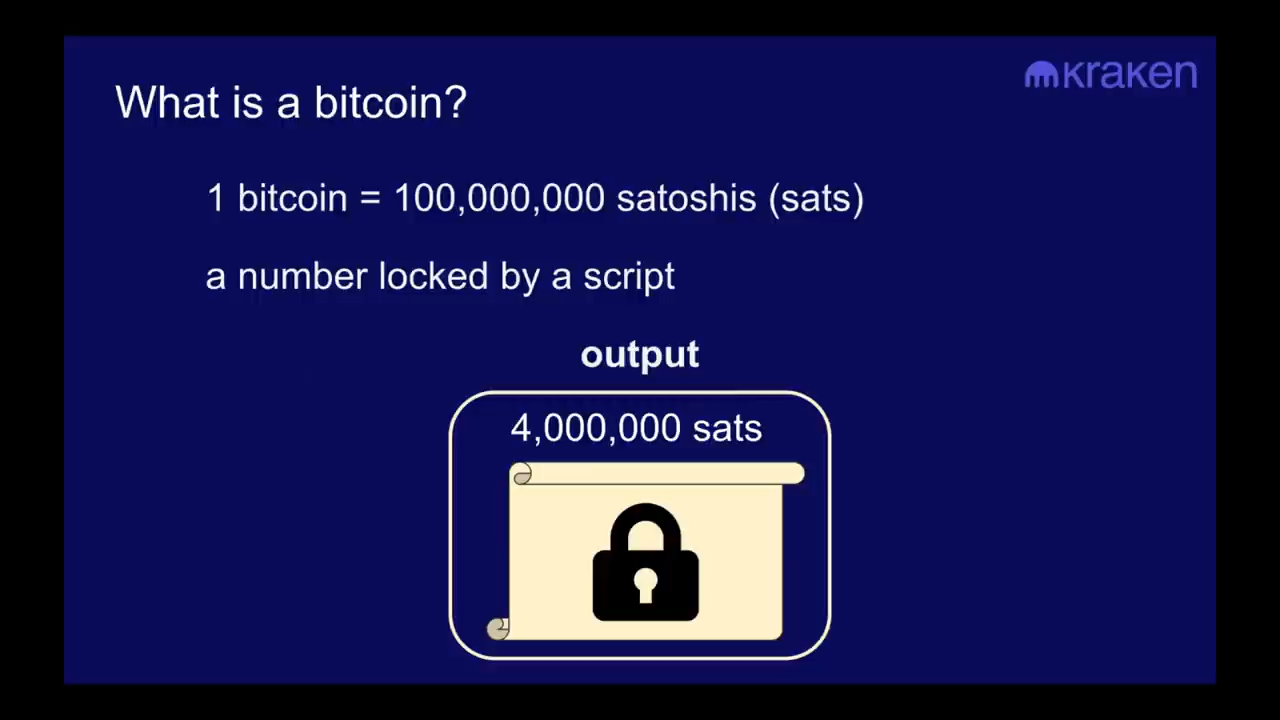 What is a bitcoin?
kraken
1 bitcoin = 100,000,000 satoshis (sats)
a number locked by a script
output
4,000,000 sats